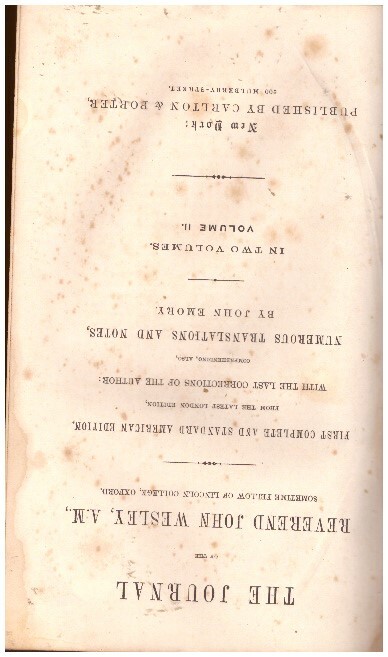 THE JOURNAL
OF THE
REVEREND JOHN WESLEY, A.M.,
SOMETIME FELLOW OF LINCOLN COLLEGE, OXFORD.
FIRST COMPLETE AND STANDARD AMERICAN EDITION,
FROM THE LATEST LONDON EDITION,
WITH THE LAST CORRECTIONS OF THE AUTHOR:
COMPREHENDING, ALSO,
NUMEROUS TRANSLATIONS AND NOTES,
BY JOHN EMORY.
IN TWO VOLUMES.
VOLUME II.
New York:
PUBLISHED BY CARLTON & PORTER,
200 MULBERRY-STREET.